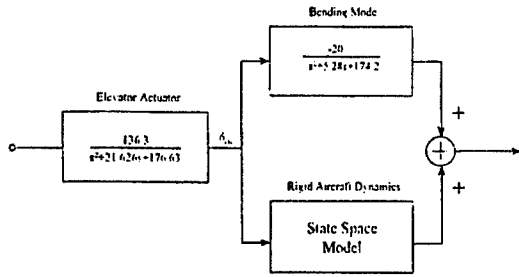 Bending Mode
-20
s²+5.28s+174.2
Elevator Actuator
136.3
s²+21.626s+176.63
+
+
+
Rigid Aircraft Dynamics
State Space
Model